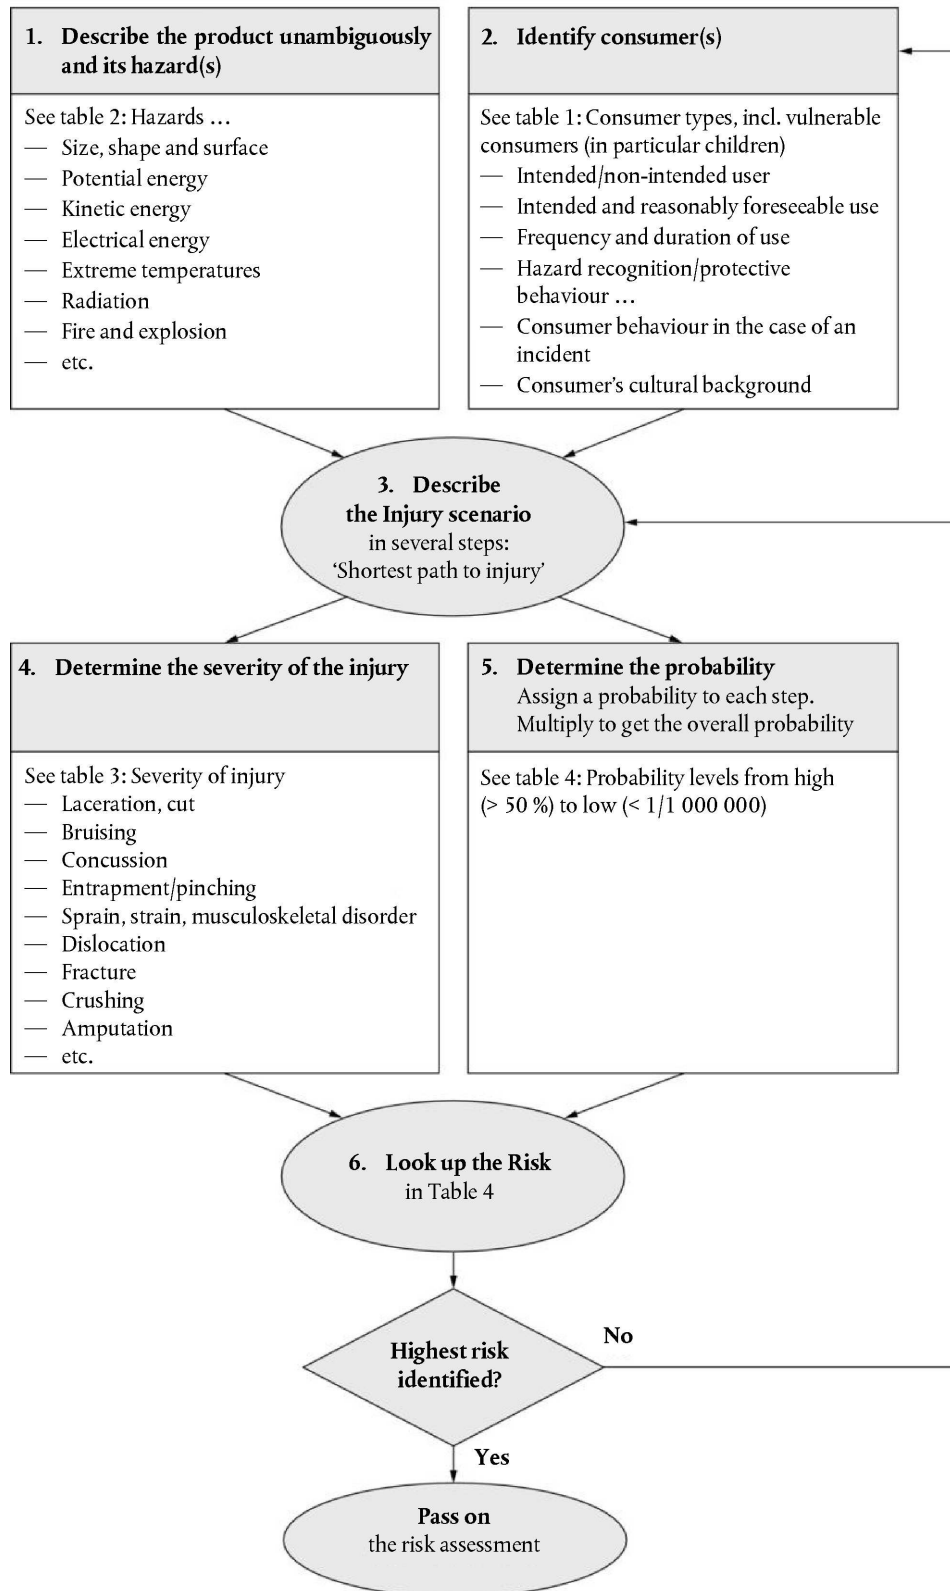 1. Describe the product unambiguously
and its hazard(s)
See table 2: Hazards …
— Size, shape and surface
— Potential energy
— Kinetic energy
— Electrical energy
— Extreme temperatures
— Radiation
— Fire and explosion
— etc.
2. Identify consumer(s)
See table 1: Consumer types, incl. vulnerable
consumers (in particular children)
— Intended/non-intended user
— Intended and reasonably foreseeable use
— Frequency and duration of use
— Hazard recognition/protective
behaviour …
— Consumer behaviour in the case of an
incident
— Consumer’s cultural background
3. Describe
the Injury scenario
in several steps:
‘Shortest path to injury’
4. Determine the severity of the injury
See table 3: Severity of injury
— Laceration, cut
— Bruising
— Concussion
— Entrapment/pinching
— Sprain, strain, musculoskeletal disorder
— Dislocation
— Fracture
— Crushing
— Amputation
— etc.
5. Determine the probability
Assign a probability to each step.
Multiply to get the overall probability
See table 4: Probability levels from high
(> 50 %) to low (< 1/1 000 000)
6. Look up the Risk
in Table 4
Highest risk
identified?
No
Yes
Pass on
the risk assessment